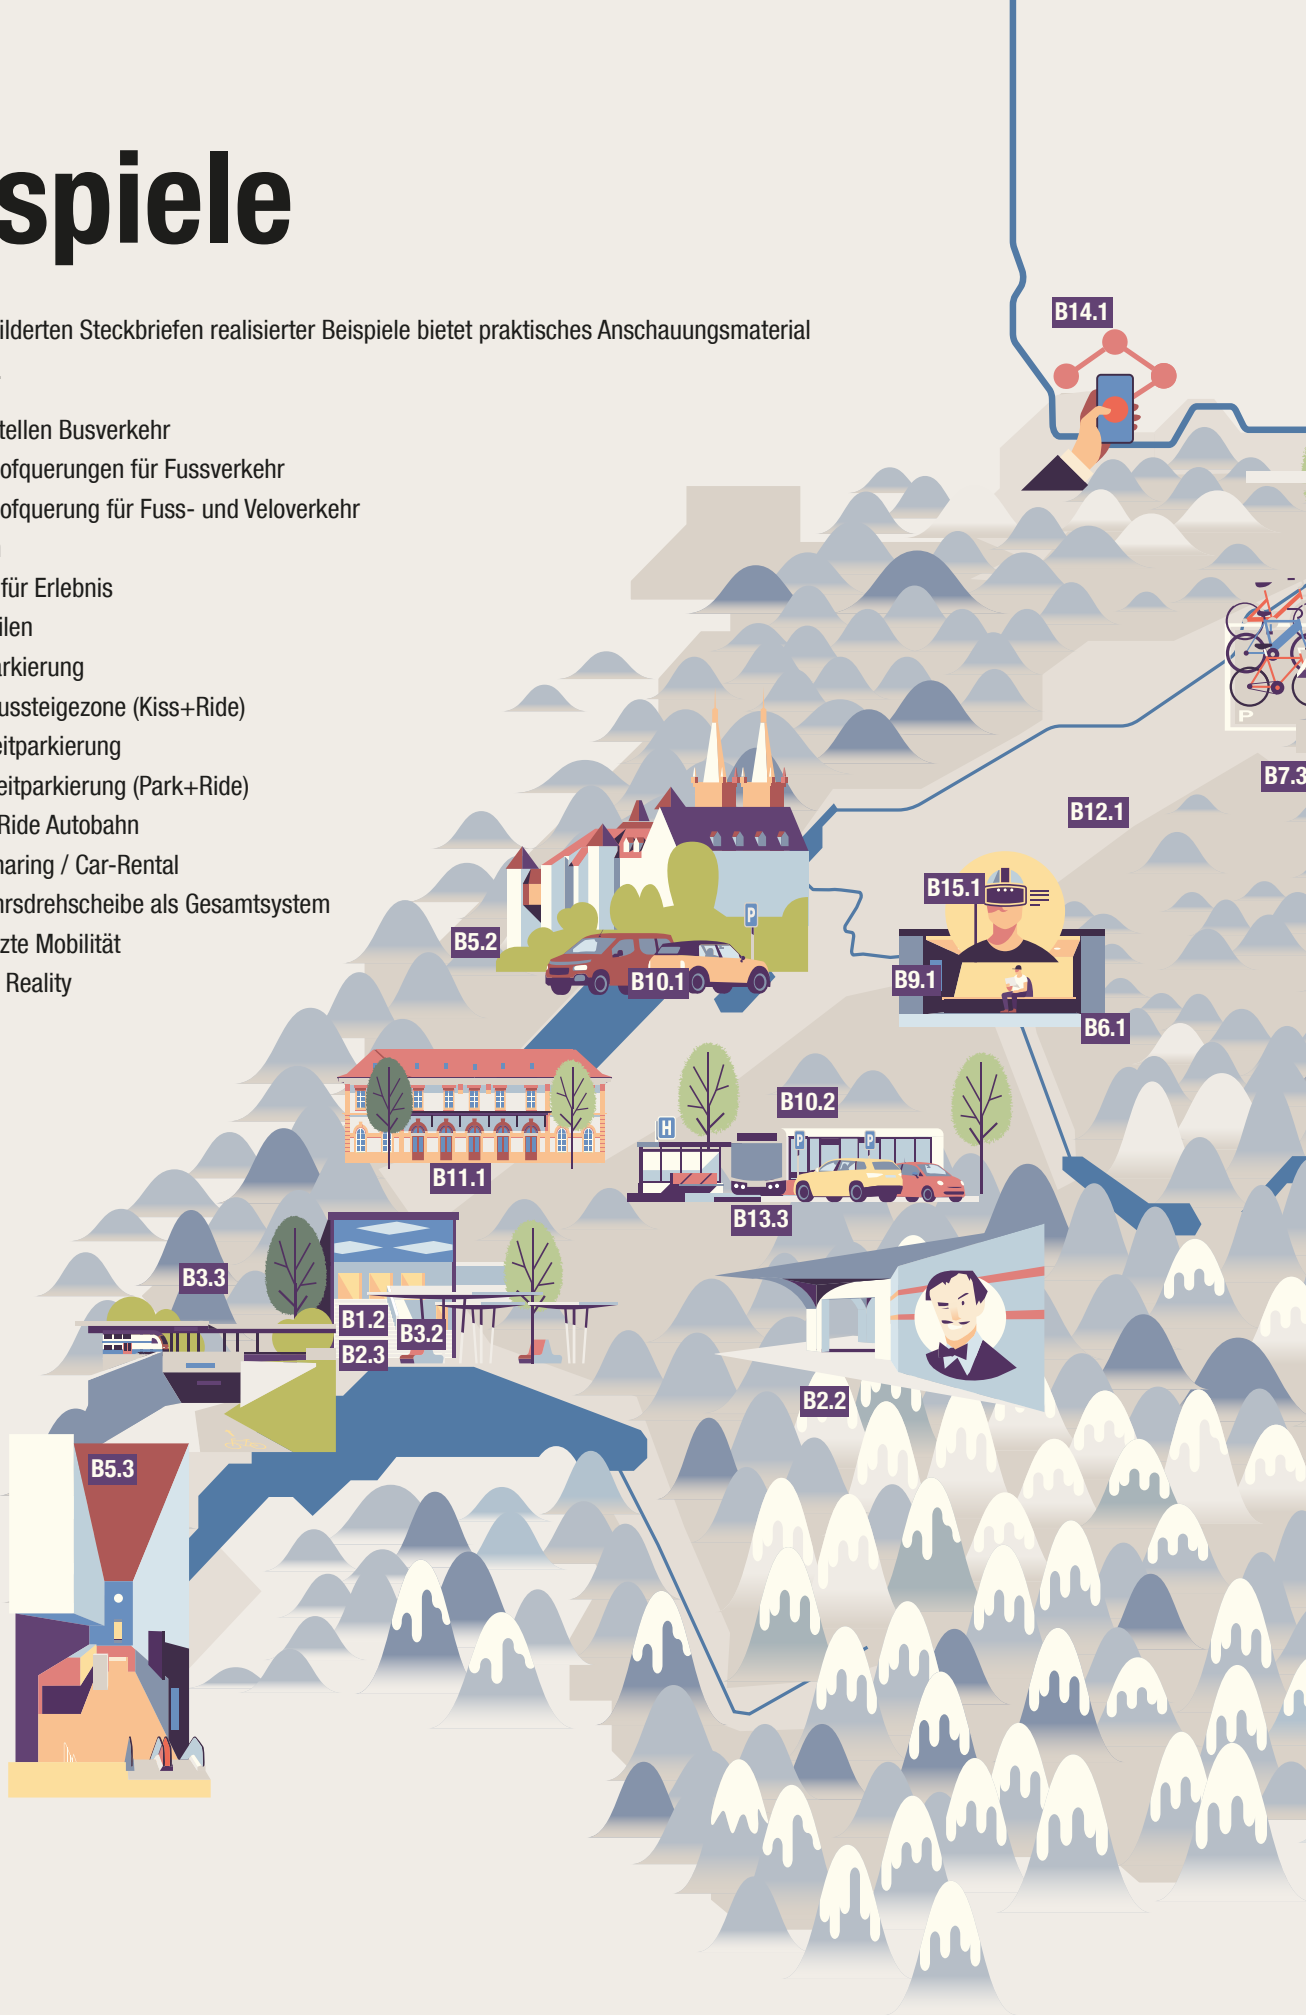 spiele
ilderten Steckbriefen realisierter Beispiele bietet praktisches Anschauungsmaterial
.
tellen Busverkehr
ofquerungen für Fussverkehr
ofquerung für Fuss- und Veloverkehr
für Erlebnis
ilen
arkierung
ussteigezone (Kiss+Ride)
eitparkierung
eitparkierung (Park+Ride)
Ride Autobahn
naring / Car-Rental
hrsdrehscheibe als Gesamtsystem
zte Mobilität
Reality
B14.1
P
B7.3
B12.1
B15.1
P
B5.2
B10.1
B9.1
B6.1
B10.2
H
P
P
B11.1
B13.3
B3.3
B1.2
B3.2
B2.3
B2.2
B5.3